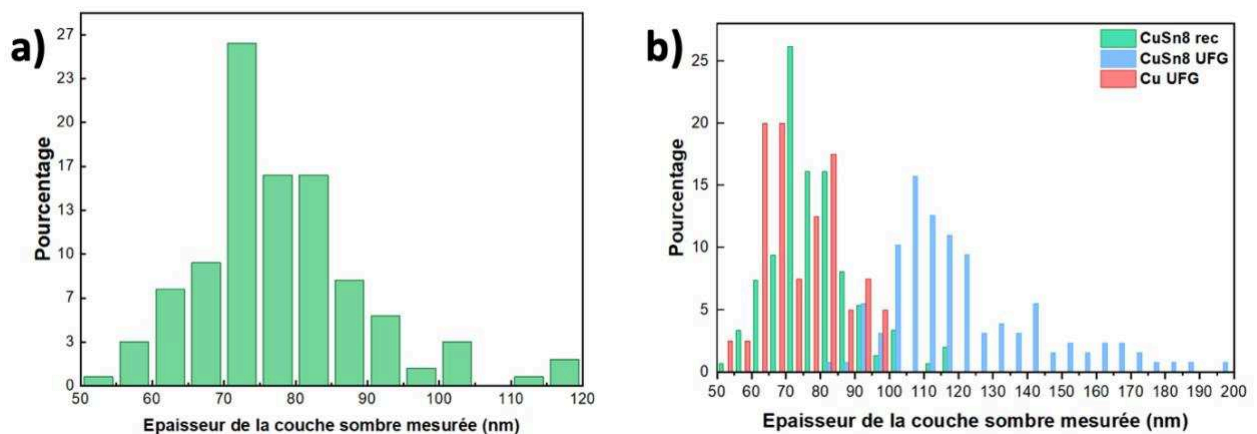 a)
Pourcentage
27
23
20
17
13
10
7
3
0
50 60 70 80 90 100 110 120
Epaisseur de la couche sombre mesurée (nm)
b)
CuSn8 rec
CuSn8 UFG
Cu UFG
Pourcentage
25
20
15
10
5
0
50 60 70 80 90 100 110 120 130 140 150 160 170 180 190 200
Epaisseur de la couche sombre mesurée (nm)